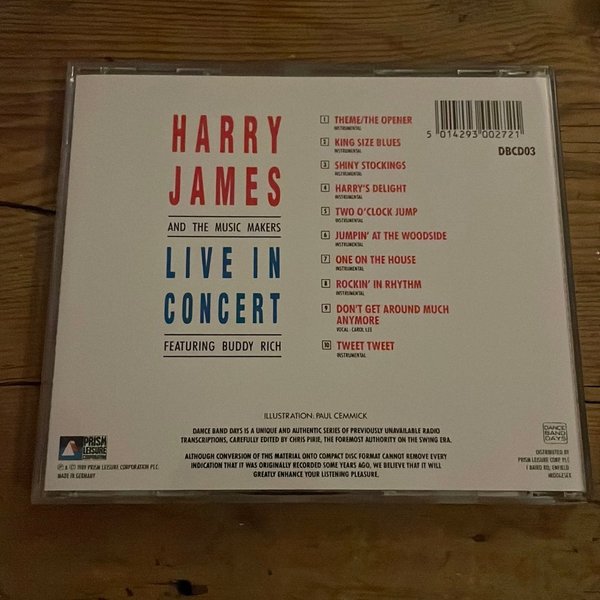 HARRY
JAMES
AND THE MUSIC MAKERS
LIVE IN
CONCERT
FEATURING BUDDY RICH
1 THEME/THE OPENER
INSTRUMENTAL
2 KING SIZE BLUES
INSTRUMENTAL
3 SHINY STOCKINGS
INSTRUMENTAL
4 HARRY'S DELIGHT
INSTRUMENTAL
5 TWO O'CLOCK JUMP
INSTRUMENTAL
6 JUMPIN' AT THE WOODSIDE
INSTRUMENTAL
7 ONE ON THE HOUSE
INSTRUMENTAL
8 ROCKIN' IN RHYTHM
INSTRUMENTAL
9 DON'T GET AROUND MUCH
ANYMORE
VOCAL - CAROL LEE
10 TWEET TWEET
INSTRUMENTAL
5 014293 002721
DBCD03
ILLUSTRATION: PAUL CEMMICK
DANCE BAND DAYS IS A UNIQUE AND AUTHENTIC SERIES OF PREVIOUSLY UNAVAILABLE RADIO
TRANSCRIPTIONS, CAREFULLY EDITED BY CHRIS PIRIE, THE FOREMOST AUTHORITY ON THE SWING ERA.
ALTHOUGH CONVERSION OF THIS MATERIAL ONTO COMPACT DISC FORMAT CANNOT REMOVE EVERY
INDICATION THAT IT WAS ORIGINALLY RECORDED SOME YEARS AGO, WE BELIEVE THAT IT WILL
GREATLY ENHANCE YOUR LISTENING PLEASURE.
PRISM
LEISURE
CORPORATION
℗ & © 1989 PRISM LEISURE CORPORATION PLC
MADE IN GERMANY
DANCE
BAND
DAYS
DISTRIBUTED BY
PRISM LEISURE CORP. PLC
1 BAIRD RD, ENFIELD
MIDDLESEX